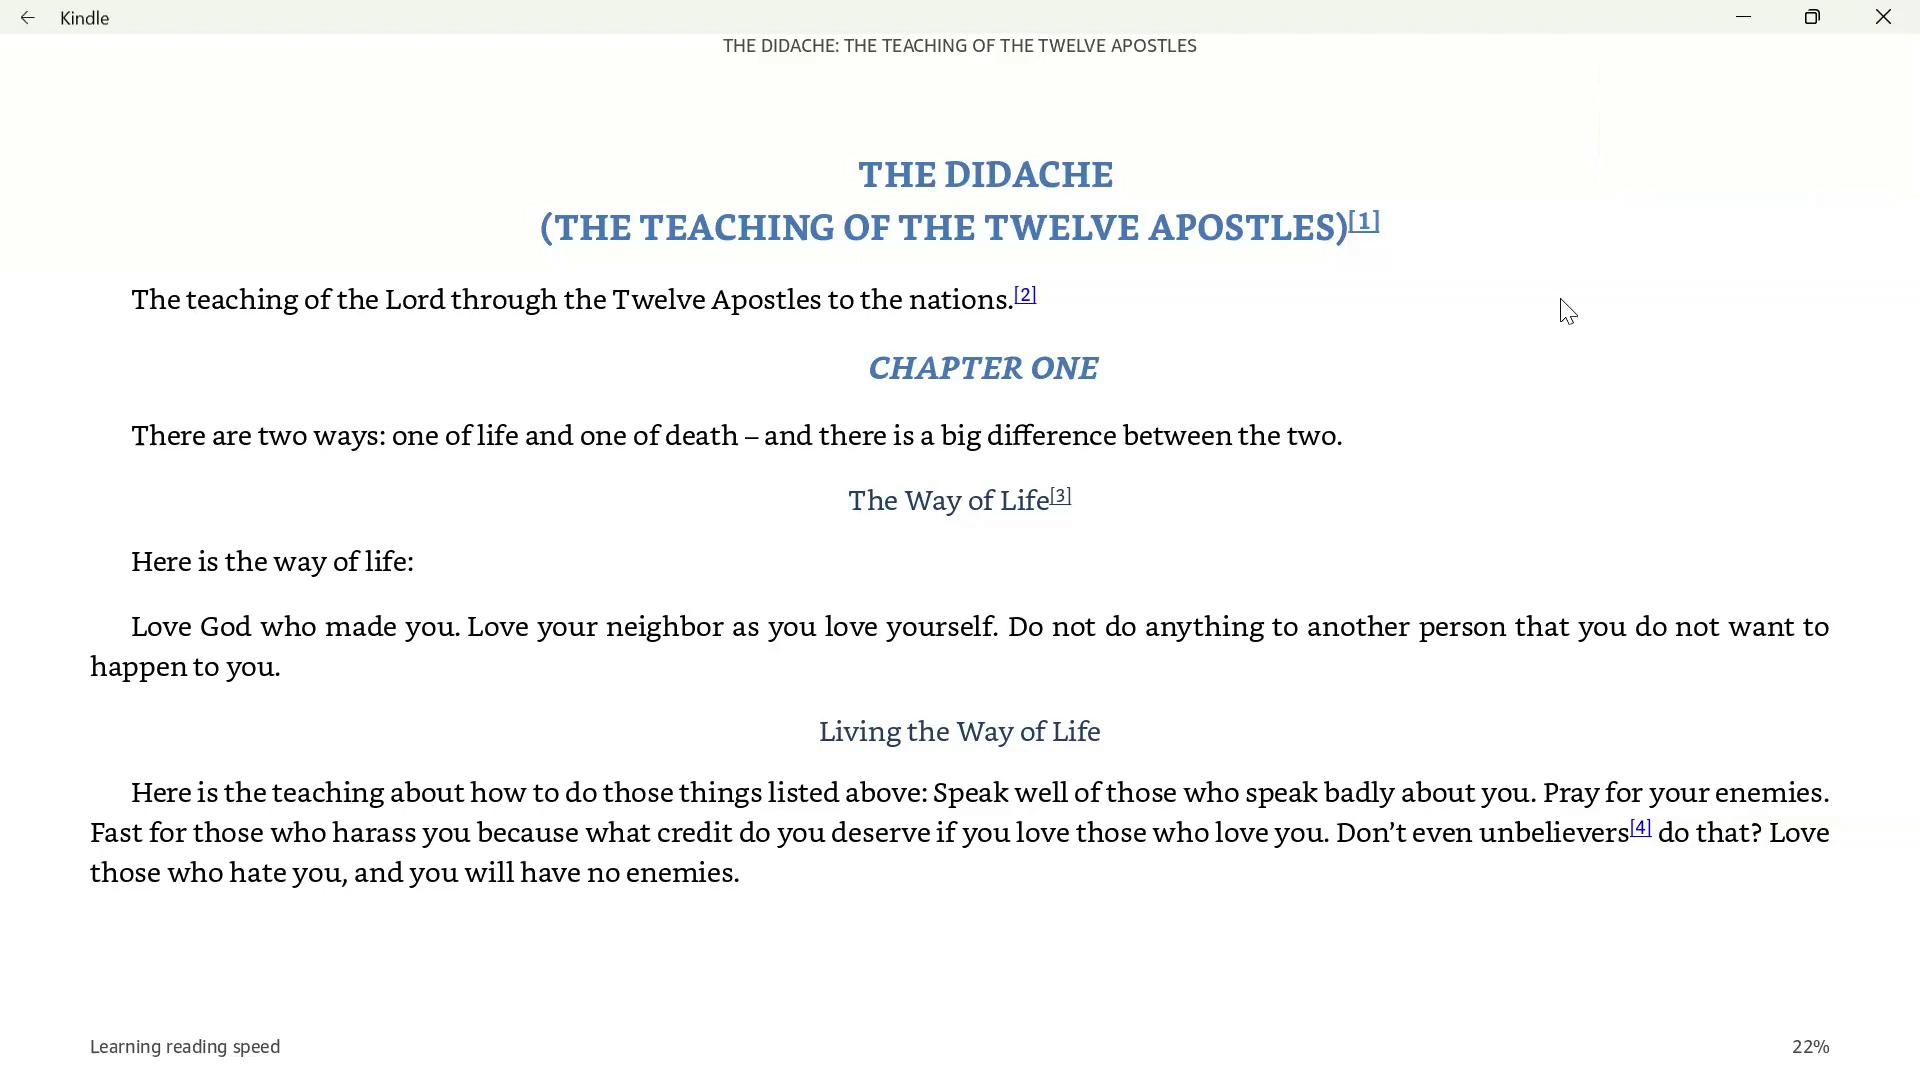 Kindle
THE DIDACHE: THE TEACHING OF THE TWELVE APOSTLES
THE DIDACHE
(THE TEACHING OF THE TWELVE APOSTLES)[1]
The teaching of the Lord through the Twelve Apostles to the nations.[2]
CHAPTER ONE
There are two ways: one of life and one of death – and there is a big difference between the two.
The Way of Life[3]
Here is the way of life:
Love God who made you. Love your neighbor as you love yourself. Do not do anything to another person that you do not want to
happen to you.
Living the Way of Life
Here is the teaching about how to do those things listed above: Speak well of those who speak badly about you. Pray for your enemies.
Fast for those who harass you because what credit do you deserve if you love those who love you. Don’t even unbelievers[4] do that? Love
those who hate you, and you will have no enemies.
Learning reading speed
22%